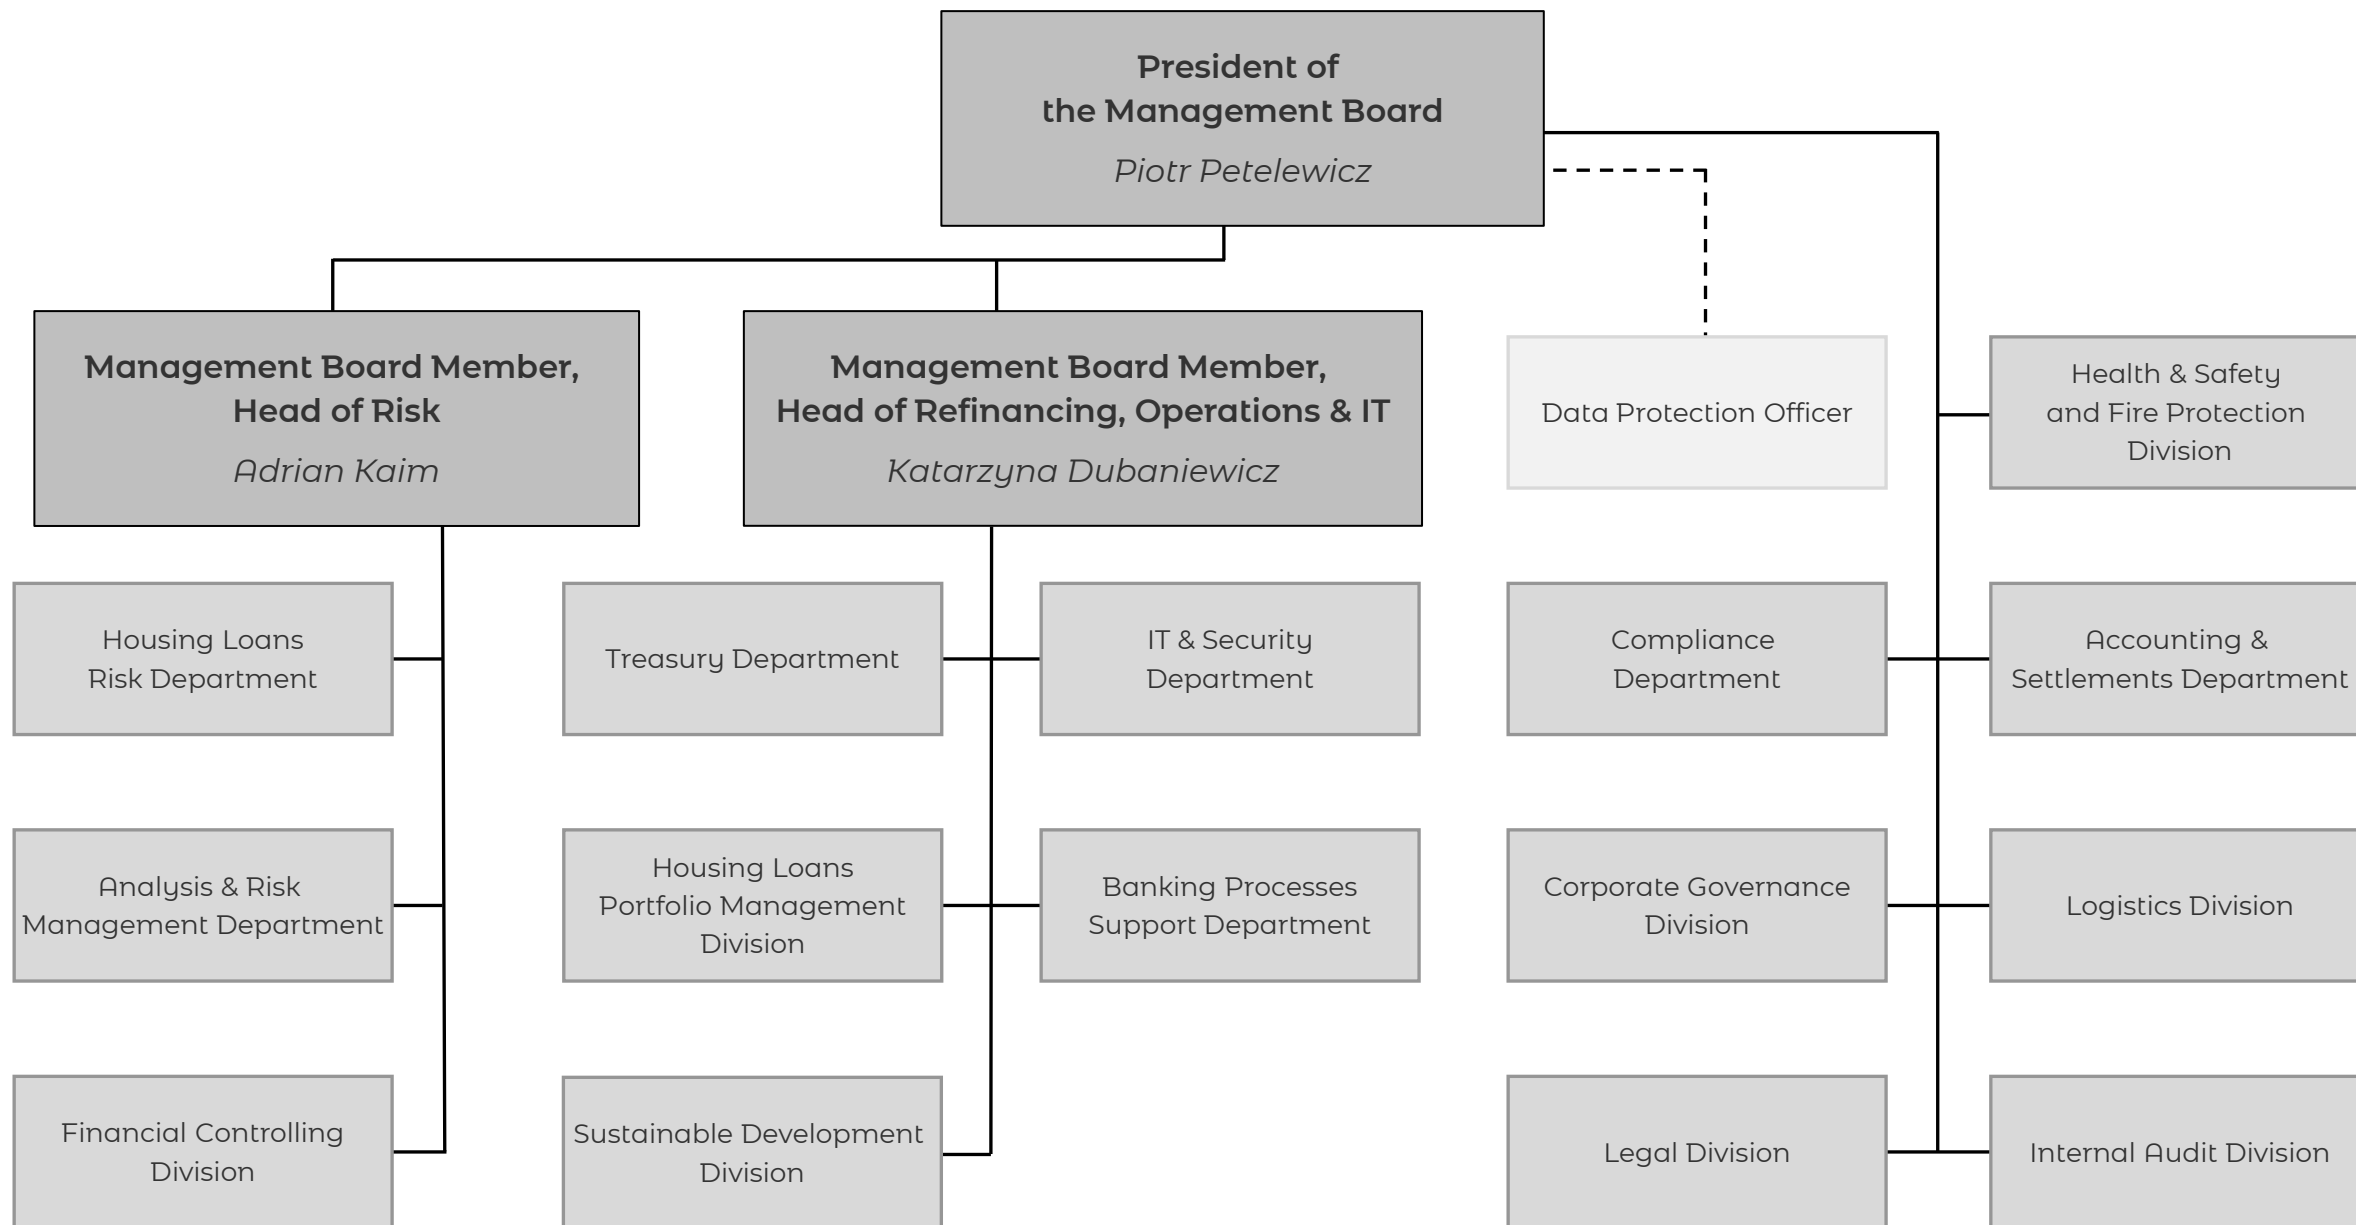 President of
the Management Board
Piotr Petelewicz
Management Board Member,
Head of Risk
Adrian Kaim
Management Board Member,
Head of Refinancing, Operations & IT
Katarzyna Dubaniewicz
Data Protection Officer
Health & Safety
and Fire Protection
Division
Housing Loans
Risk Department
Treasury Department
IT & Security
Department
Compliance
Department
Accounting &
Settlements Department
Analysis & Risk
Management Department
Housing Loans
Portfolio Management
Division
Banking Processes
Support Department
Corporate Governance
Division
Logistics Division
Financial Controlling
Division
Sustainable Development
Division
Legal Division
Internal Audit Division